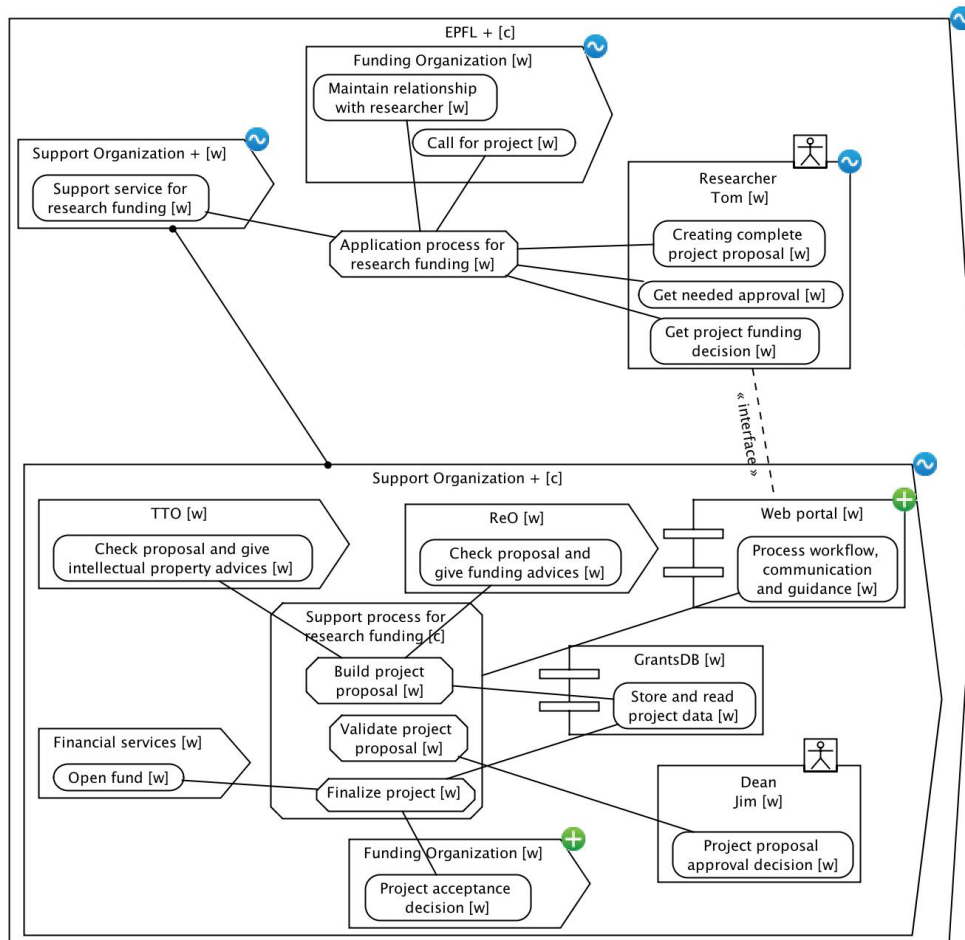 EPFL + [c]
Funding Organization [w]
Maintain relationship
with researcher [w]
Call for project [w]
Support Organization + [w]
Support service for
research funding [w]
Application process for
research funding [w]
Researcher
Tom [w]
Creating complete
project proposal [w]
Get needed approval [w]
Get project funding
decision [w]
« interface »
Support Organization + [c]
TTO [w]
Check proposal and give
intellectual property advices [w]
ReO [w]
Check proposal and
give funding advices [w]
Web portal [w]
Process workflow,
communication
and guidance [w]
Support process for
research funding [c]
Build project
proposal [w]
Validate project
proposal [w]
Finalize project [w]
GrantsDB [w]
Store and read
project data [w]
Financial services [w]
Open fund [w]
Dean
Jim [w]
Project proposal
approval decision [w]
Funding Organization [w]
Project acceptance
decision [w]